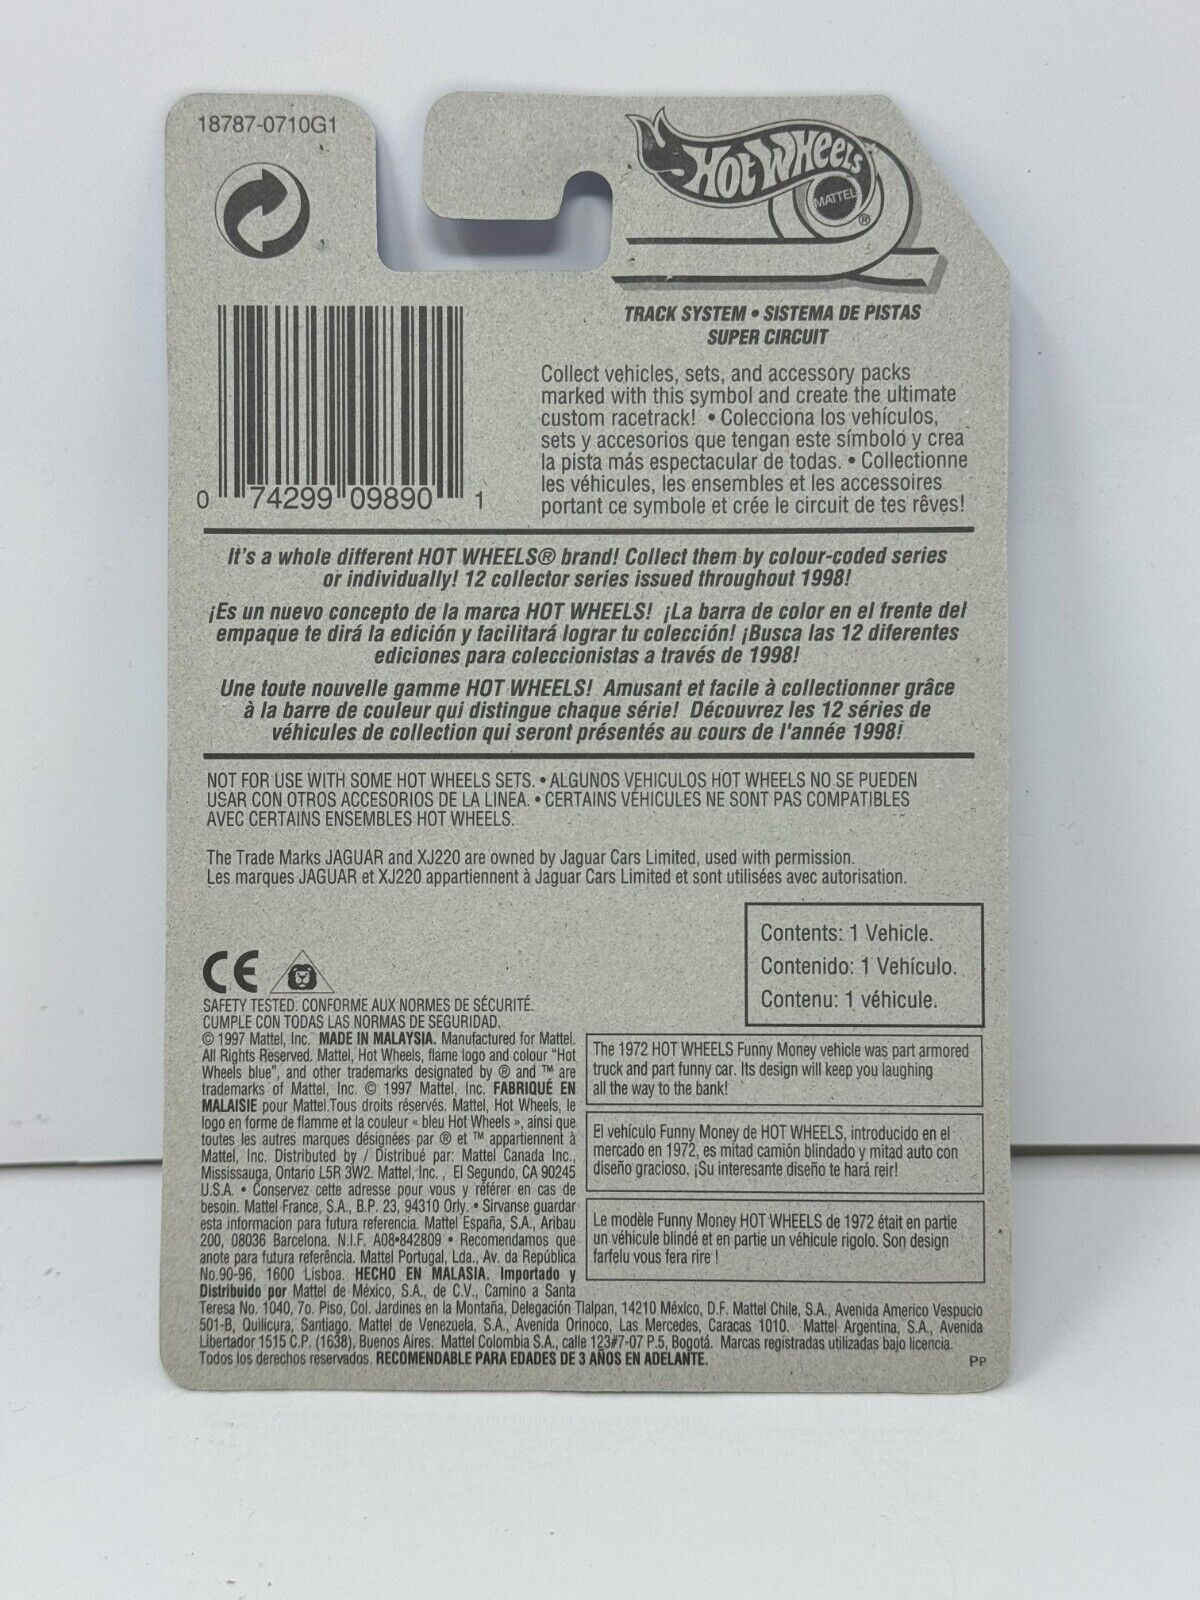 18787-0710G1
HOT WHEELS
MATTEL
®
TRACK SYSTEM • SISTEMA DE PISTAS
SUPER CIRCUIT
Collect vehicles, sets, and accessory packs
marked with this symbol and create the ultimate
custom racetrack! • Colecciona los vehículos,
sets y accesorios que tengan este símbolo y crea
la pista más espectacular de todas. • Collectionne
les véhicules, les ensembles et les accessoires
portant ce symbole et crée le circuit de tes rêves!
0 74299 09890 1
It's a whole different HOT WHEELS® brand! Collect them by colour-coded series
or individually! 12 collector series issued throughout 1998!
¡Es un nuevo concepto de la marca HOT WHEELS! ¡La barra de color en el frente del
empaque te dirá la edición y facilitará lograr tu colección! ¡Busca las 12 diferentes
ediciones para coleccionistas a través de 1998!
Une toute nouvelle gamme HOT WHEELS! Amusant et facile à collectionner grâce
à la barre de couleur qui distingue chaque série! Découvrez les 12 séries de
véhicules de collection qui seront présentés au cours de l'année 1998!
NOT FOR USE WITH SOME HOT WHEELS SETS. • ALGUNOS VEHICULOS HOT WHEELS NO SE PUEDEN
USAR CON OTROS ACCESORIOS DE LA LINEA. • CERTAINS VÉHICULES NE SONT PAS COMPATIBLES
AVEC CERTAINS ENSEMBLES HOT WHEELS.
The Trade Marks JAGUAR and XJ220 are owned by Jaguar Cars Limited, used with permission.
Les marques JAGUAR et XJ220 appartiennent à Jaguar Cars Limited et sont utilisées avec autorisation.
Contents: 1 Vehicle.
Contenido: 1 Vehículo.
Contenu: 1 véhicule.
CE
SAFETY TESTED. CONFORME AUX NORMES DE SÉCURITÉ.
CUMPLE CON TODAS LAS NORMAS DE SEGURIDAD.
© 1997 Mattel, Inc. MADE IN MALAYSIA. Manufactured for Mattel.
All Rights Reserved. Mattel, Hot Wheels, flame logo and colour "Hot
Wheels blue", and other trademarks designated by ® and ™ are
trademarks of Mattel, Inc. © 1997 Mattel, Inc. FABRIQUÉ EN
MALAISIE pour Mattel.Tous droits réservés. Mattel, Hot Wheels, le
logo en forme de flamme et la couleur « bleu Hot Wheels », ainsi que
toutes les autres marques désignées par ® et ™ appartiennent à
Mattel, Inc. Distributed by / Distribué par: Mattel Canada Inc.,
Mississauga, Ontario L5R 3W2. Mattel, Inc. , El Segundo, CA 90245
U.S.A. • Conservez cette adresse pour vous y référer en cas de
besoin. Mattel France, S.A., B.P. 23, 94310 Orly. • Sirvanse guardar
esta informacion para futura referencia. Mattel España, S.A., Aribau
200, 08036 Barcelona. N.I.F. A08•842809 • Recomendamos que
anote para futura referência. Mattel Portugal, Lda., Av. da República
No.90-96, 1600 Lisboa. HECHO EN MALASIA. Importado y
Distribuido por Mattel de México, S.A., de C.V., Camino a Santa
Teresa No. 1040, 7o. Piso, Col. Jardines en la Montaña, Delegación Tlalpan, 14210 México, D.F. Mattel Chile, S.A., Avenida Americo Vespucio
501-B, Quilicura, Santiago. Mattel de Venezuela, S.A., Avenida Orinoco, Las Mercedes, Caracas 1010. Mattel Argentina, S.A., Avenida
Libertador 1515 C.P. (1638), Buenos Aires. Mattel Colombia S.A., calle 123#7-07 P.5, Bogotá. Marcas registradas utilizadas bajo licencia.
Todos los derechos reservados. RECOMENDABLE PARA EDADES DE 3 AÑOS EN ADELANTE.
The 1972 HOT WHEELS Funny Money vehicle was part armored
truck and part funny car. Its design will keep you laughing
all the way to the bank!
El vehículo Funny Money de HOT WHEELS, introducido en el
mercado en 1972, es mitad camión blindado y mitad auto con
diseño gracioso. ¡Su interesante diseño te hará reir!
Le modèle Funny Money HOT WHEELS de 1972 était en partie
un véhicule blindé et en partie un véhicule rigolo. Son design
farfelu vous fera rire !
PP